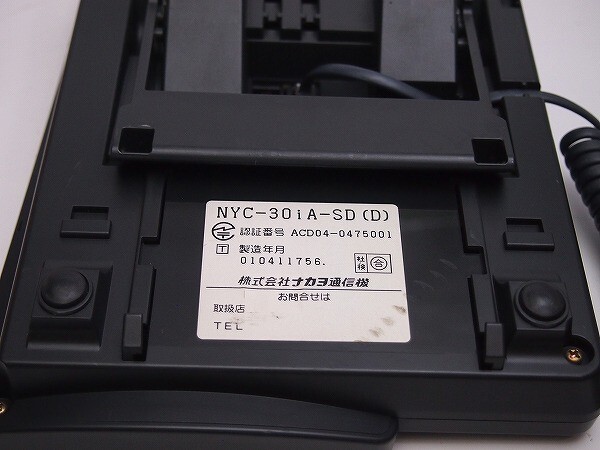 NYC-30iA-SD(D)
認証番号 ACD04-0475001
T 製造年月
010411756.
社検 合
株式会社ナカヨ通信機
お問合せは
取扱店
TEL